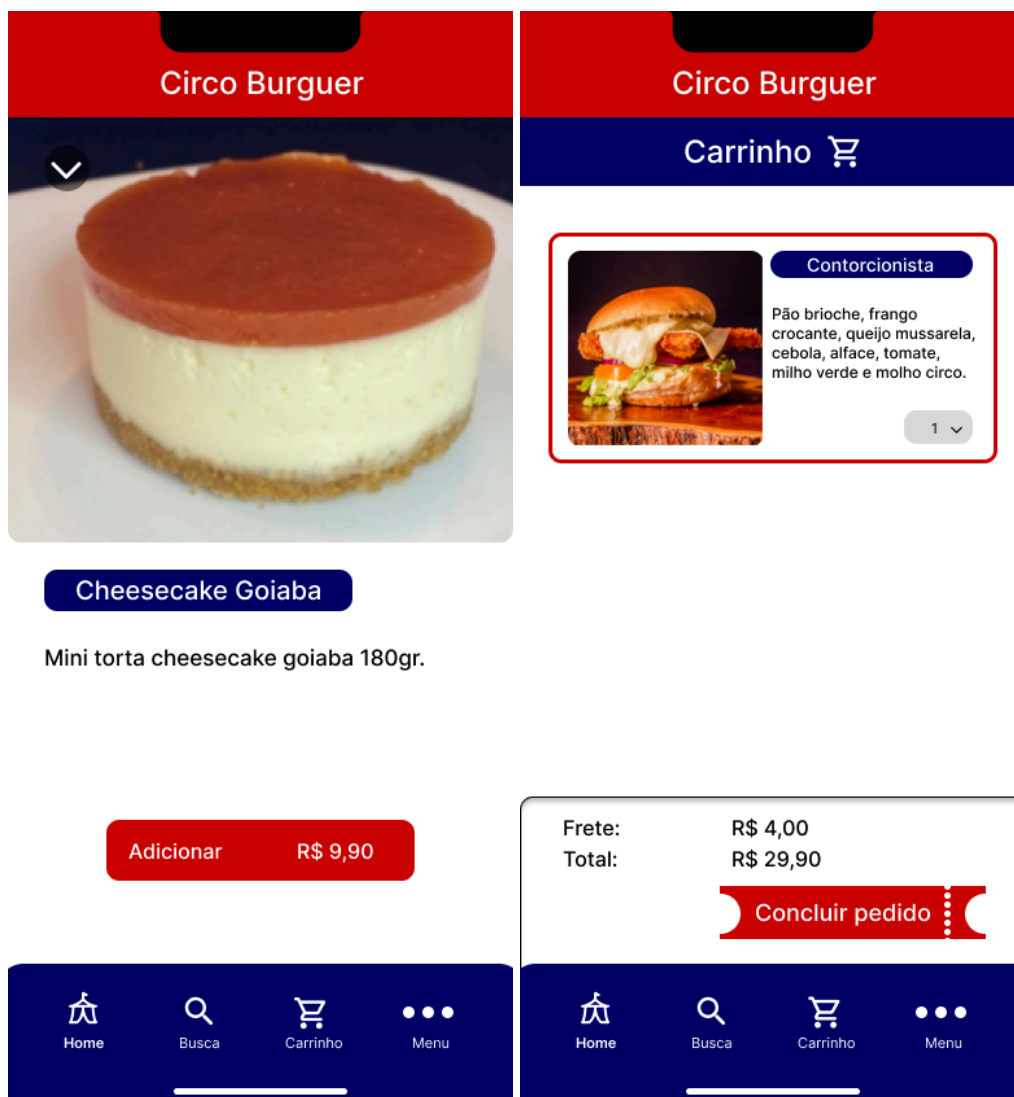 Circo Burguer
Cheesecake Goiaba
Mini torta cheesecake goiaba 180gr.
Adicionar R$ 9,90
Home Busca Carrinho Menu
Circo Burguer
Carrinho
Contorcionista
Pão brioche, frango
crocante, queijo mussarela,
cebola, alface, tomate,
milho verde e molho circo.
1
Frete: R$ 4,00
Total: R$ 29,90
Concluir pedido
Home Busca Carrinho Menu